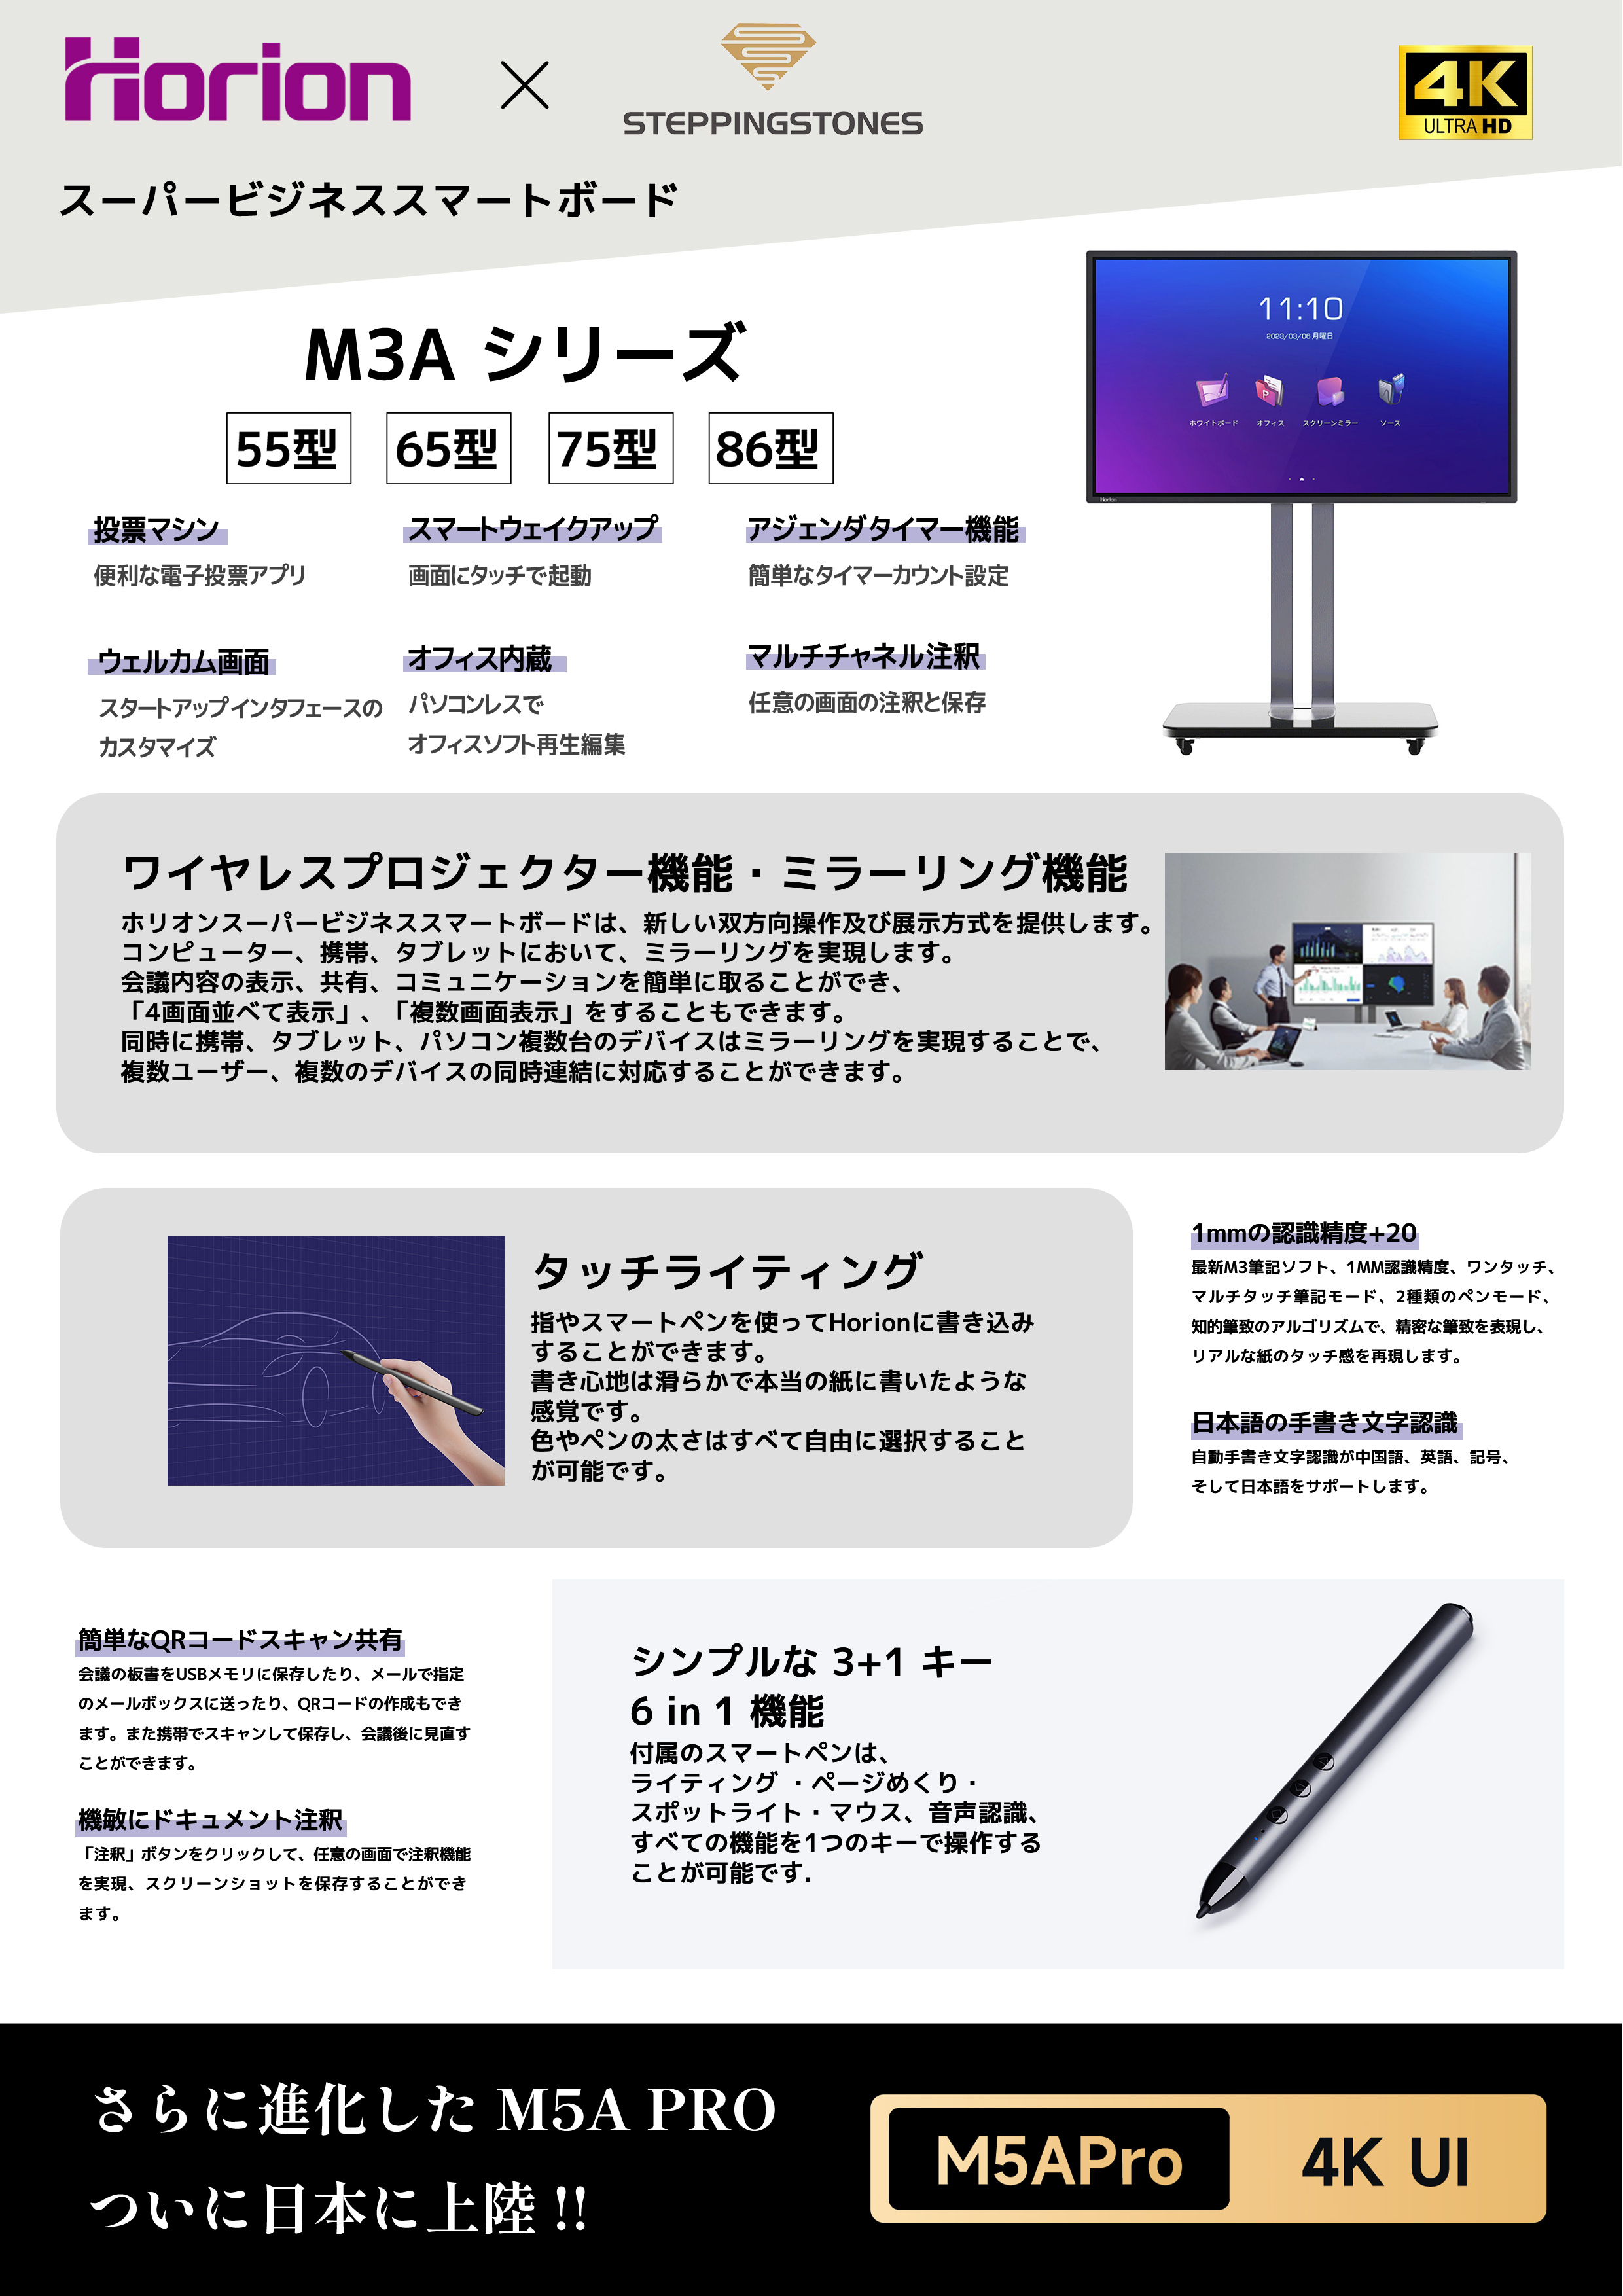 Horion
STEPPINGSTONES
4K
ULTRA HD
スーパービジネススマートボード
M3A シリーズ
55型 65型 75型 86型
11:10
2023/03/06 月曜日
ホワイトボード オフィス スクリーンミラー ソース
Horion
投票マシン
便利な電子投票アプリ
スマートウェイクアップ
画面にタッチで起動
アジェンダタイマー機能
簡単なタイマーカウント設定
ウェルカム画面
スタートアップインタフェースの
カスタマイズ
オフィス内蔵
パソコンレスで
オフィスソフト再生編集
マルチチャネル注釈
任意の画面の注釈と保存
ワイヤレスプロジェクター機能・ミラーリング機能
ホリオンスーパービジネススマートボードは、新しい双方向操作及び展示方式を提供します。
コンピューター、携帯、タブレットにおいて、ミラーリングを実現します。
会議内容の表示、共有、コミュニケーションを簡単に取ることができ、
「4画面並べて表示」、「複数画面表示」をすることもできます。
同時に携帯、タブレット、パソコン複数台のデバイスはミラーリングを実現することで、
複数ユーザー、複数のデバイスの同時連結に対応することができます。
タッチライティング
指やスマートペンを使ってHorionに書き込み
することができます。
書き心地は滑らかで本当の紙に書いたような
感覚です。
色やペンの太さはすべて自由に選択すること
が可能です。
1mmの認識精度+20
最新M3筆記ソフト、1MM認識精度、ワンタッチ、
マルチタッチ筆記モード、2種類のペンモード、
知的筆致のアルゴリズムで、精密な筆致を表現し、
リアルな紙のタッチ感を再現します。
日本語の手書き文字認識
自動手書き文字認識が中国語、英語、記号、
そして日本語をサポートします。
簡単なQRコードスキャン共有
会議の板書をUSBメモリに保存したり、メールで指定
のメールボックスに送ったり、QRコードの作成もでき
ます。また携帯でスキャンして保存し、会議後に見直す
ことができます。
機敏にドキュメント注釈
「注釈」ボタンをクリックして、任意の画面で注釈機能
を実現、スクリーンショットを保存することができ
ます。
シンプルな 3+1 キー
6 in 1 機能
付属のスマートペンは、
ライティング ・ページめくり・
スポットライト・マウス、音声認識、
すべての機能を1つのキーで操作する
ことが可能です.
さらに進化した M5A PRO
ついに日本に上陸 !!
M5APro 4K UI